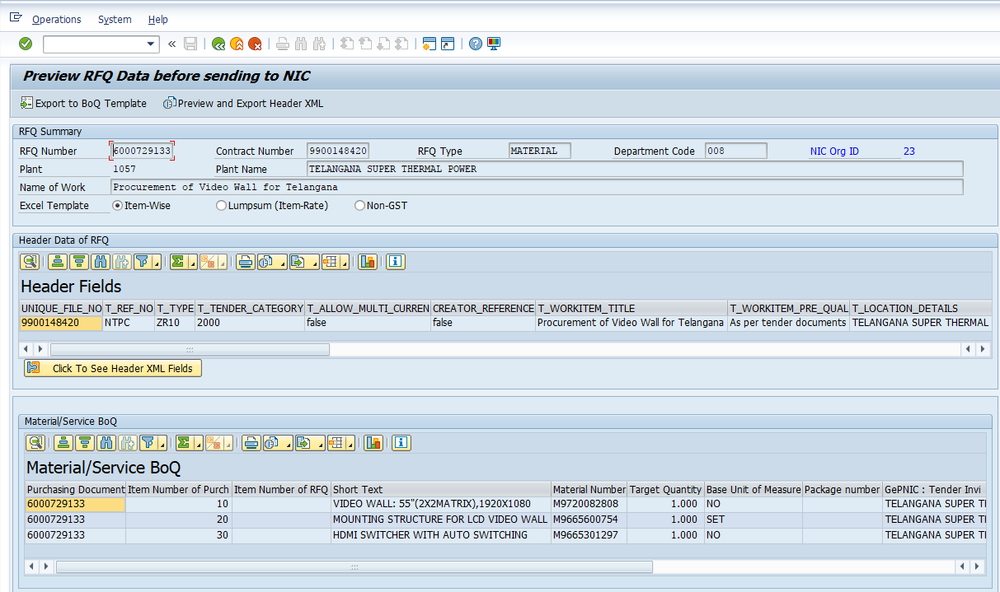 Operations System Help
Preview RFQ Data before sending to NIC
Export to BoQ Template Preview and Export Header XML
RFQ Summary
RFQ Number 6000729133 Contract Number 9900148420 RFQ Type MATERIAL Department Code 008 NIC Org ID 23
Plant 1057 Plant Name TELANGANA SUPER THERMAL POWER
Name of Work Procurement of Video Wall for Telangana
Excel Template Item-Wise Lumpsum (Item-Rate) Non-GST
Header Data of RFQ
Header Fields
UNIQUE_FILE_NO T_REF_NO T_TYPE T_TENDER_CATEGORY T_ALLOW_MULTI_CURREN CREATOR_REFERENCE T_WORKITEM_TITLE T_WORKITEM_PRE_QUAL T_LOCATION_DETAILS
9900148420 NTPC ZR10 2000 false false Procurement of Video Wall for Telangana As per tender documents TELANGANA SUPER THERMAL
Click To See Header XML Fields
Material/Service BoQ
Material/Service BoQ
Purchasing Document Item Number of Purch Item Number of RFQ Short Text Material Number Target Quantity Base Unit of Measure Package number GePNIC : Tender Invi
6000729133 10 VIDEO WALL: 55"(2X2MATRIX),1920X1080 M9720082808 1.000 NO TELANGANA SUPER TH
6000729133 20 MOUNTING STRUCTURE FOR LCD VIDEO WALL M9665600754 1.000 SET TELANGANA SUPER TH
6000729133 30 HDMI SWITCHER WITH AUTO SWITCHING M9665301297 1.000 NO TELANGANA SUPER TH